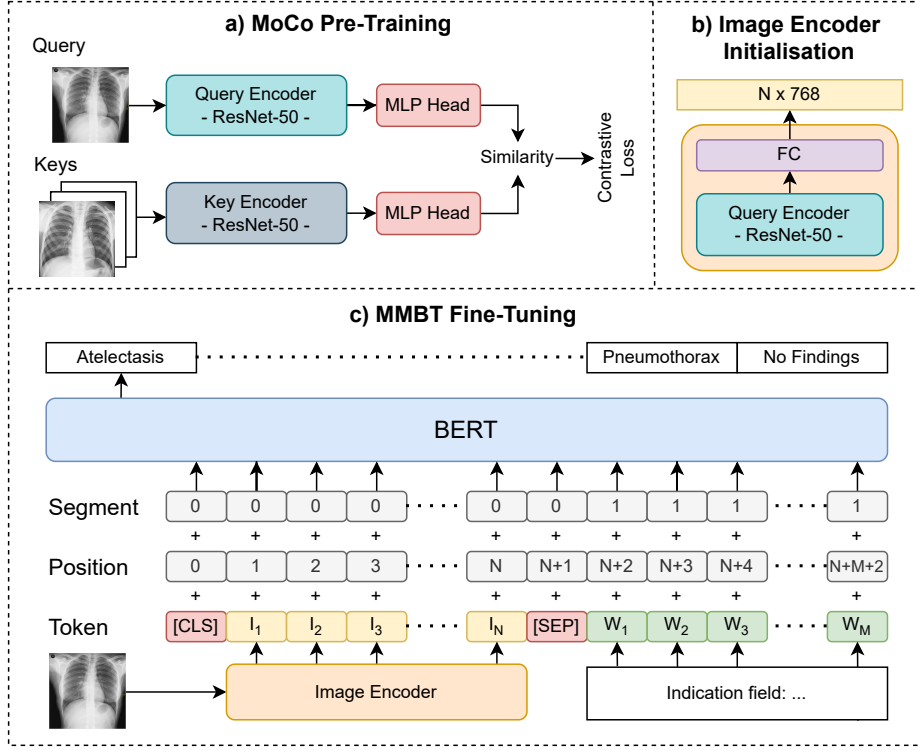 a) MoCo Pre-Training
Query
Query Encoder
- ResNet-50 -
MLP Head
Similarity
Contrastive
Loss
Keys
Key Encoder
- ResNet-50 -
MLP Head
b) Image Encoder
Initialisation
N x 768
FC
Query Encoder
- ResNet-50 -
c) MMBT Fine-Tuning
Atelectasis Pneumothorax No Findings
BERT
Segment 0 0 0 0 0 0 1 1 1 1
+ + + + + + + + + +
Position 0 1 2 3 N N+1 N+2 N+3 N+4 N+M+2
+ + + + + + + + + +
Token [CLS] I1 I2 I3 IN [SEP] W1 W2 W3 WM
Image Encoder
Indication field: ...